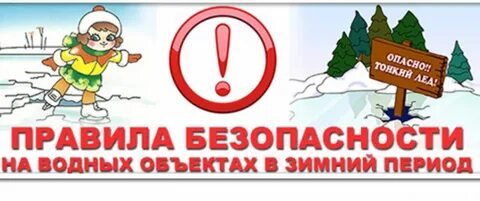 ОПАСНО!!
ТОНКИЙ ЛЕД!
ПРАВИЛА БЕЗОПАСНОСТИ
НА ВОДНЫХ ОБЪЕКТАХ В ЗИМНИЙ ПЕРИОД